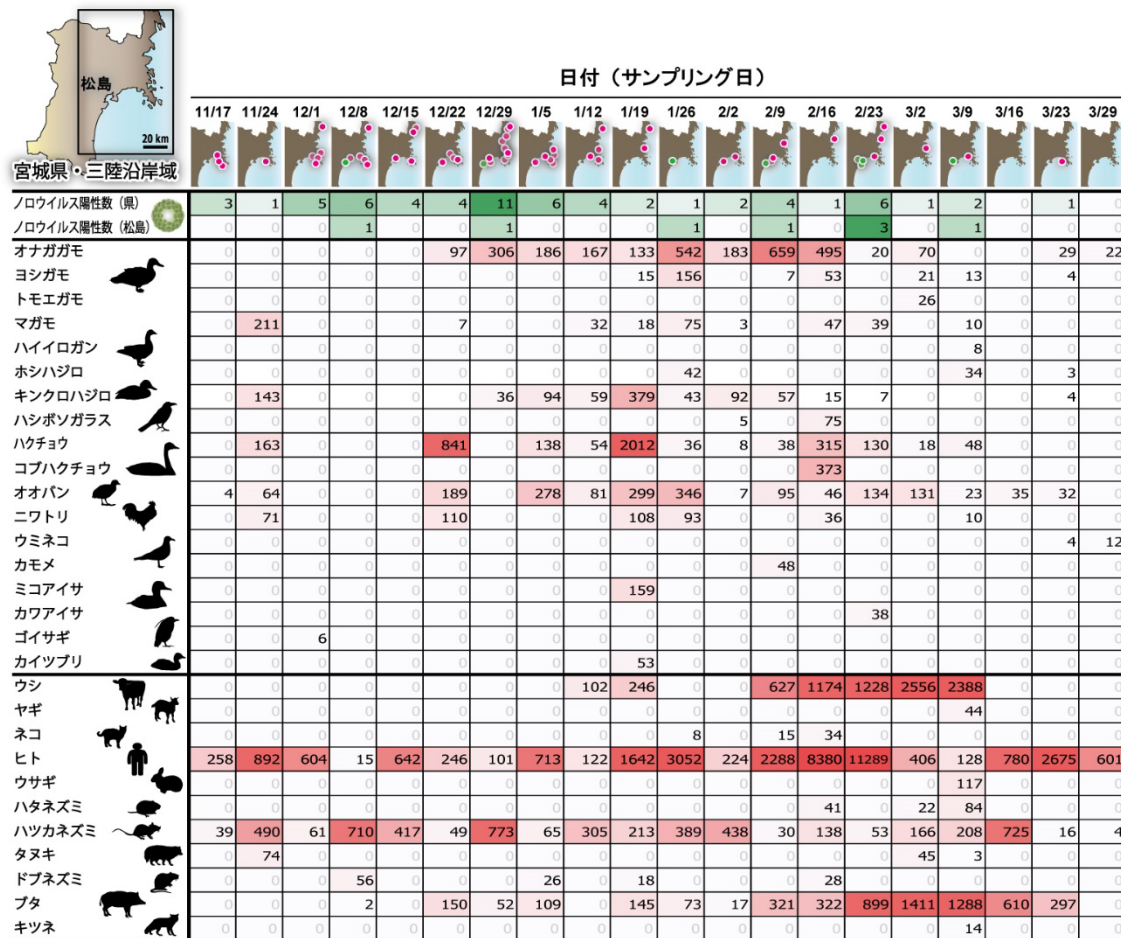 松島
20 km
宮城県・三陸沿岸域
日付（サンプリング日）
11/17 11/24 12/1 12/8 12/15 12/22 12/29 1/5 1/12 1/19 1/26 2/2 2/9 2/16 2/23 3/2 3/9 3/16 3/23 3/29
ノロウイルス陽性数（県） 3 1 5 6 4 4 11 6 4 2 1 2 4 1 6 1 2 0 1 0
ノロウイルス陽性数（松島） 0 0 0 1 0 0 1 0 0 0 1 0 1 0 3 0 1 0 0 0
オナガガモ 0 0 0 0 0 97 306 186 167 133 542 183 659 495 20 70 0 0 29 22
ヨシガモ 0 0 0 0 0 0 0 0 0 15 156 0 7 53 0 21 13 0 4 0
トモエガモ 0 0 0 0 0 0 0 0 0 0 0 0 0 0 0 26 0 0 0 0
マガモ 0 211 0 0 0 7 0 0 32 18 75 3 0 47 39 0 10 0 0 0
ハイイロガン 0 0 0 0 0 0 0 0 0 0 0 0 0 0 0 0 8 0 0 0
ホシハジロ 0 0 0 0 0 0 0 0 0 0 42 0 0 0 0 0 34 0 3 0
キンクロハジロ 0 143 0 0 0 0 36 94 59 379 43 92 57 15 7 0 0 0 4 0
ハシボソガラス 0 0 0 0 0 0 0 0 0 0 0 5 0 75 0 0 0 0 0 0
ハクチョウ 0 163 0 0 0 841 0 138 54 2012 36 8 38 315 130 18 48 0 0 0
コブハクチョウ 0 0 0 0 0 0 0 0 0 0 0 0 0 373 0 0 0 0 0 0
オオバン 4 64 0 0 0 189 0 278 81 299 346 7 95 46 134 131 23 35 32 0
ニワトリ 0 71 0 0 0 110 0 0 0 108 93 0 0 36 0 0 10 0 0 0
ウミネコ 0 0 0 0 0 0 0 0 0 0 0 0 0 0 0 0 0 0 4 12
カモメ 0 0 0 0 0 0 0 0 0 0 0 0 48 0 0 0 0 0 0 0
ミコアイサ 0 0 0 0 0 0 0 0 0 159 0 0 0 0 0 0 0 0 0 0
カワアイサ 0 0 0 0 0 0 0 0 0 0 0 0 0 0 38 0 0 0 0 0
ゴイサギ 0 0 6 0 0 0 0 0 0 0 0 0 0 0 0 0 0 0 0 0
カイツブリ 0 0 0 0 0 0 0 0 0 53 0 0 0 0 0 0 0 0 0 0
ウシ 0 0 0 0 0 0 0 0 102 246 0 0 627 1174 1228 2556 2388 0 0 0
ヤギ 0 0 0 0 0 0 0 0 0 0 0 0 0 0 0 0 44 0 0 0
ネコ 0 0 0 0 0 0 0 0 0 0 8 0 15 34 0 0 0 0 0 0
ヒト 258 892 604 15 642 246 101 713 122 1642 3052 224 2288 8380 11289 406 128 780 2675 601
ウサギ 0 0 0 0 0 0 0 0 0 0 0 0 0 0 0 0 117 0 0 0
ハタネズミ 0 0 0 0 0 0 0 0 0 0 0 0 0 41 0 22 84 0 0 0
ハツカネズミ 39 490 61 710 417 49 773 65 305 213 389 438 30 138 53 166 208 725 16 4
タヌキ 0 74 0 0 0 0 0 0 0 0 0 0 0 0 0 45 3 0 0 0
ドブネズミ 0 0 0 56 0 0 0 26 0 18 0 0 0 28 0 0 0 0 0 0
ブタ 0 0 0 2 0 150 52 109 0 145 73 17 321 322 899 1411 1288 610 297 0
キツネ 0 0 0 0 0 0 0 0 0 0 0 0 0 0 0 0 14 0 0 0